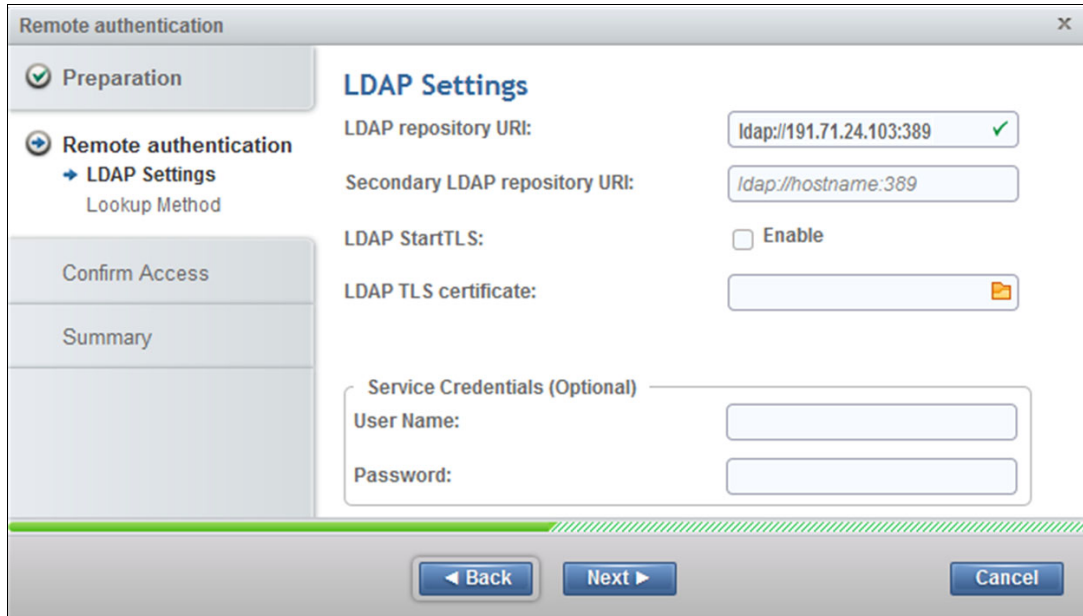 Remote authentication
x
Preparation
Remote authentication
LDAP Settings
Lookup Method
Confirm Access
Summary
LDAP Settings
LDAP repository URI: ldap://191.71.24.103:389
Secondary LDAP repository URI: ldap://hostname:389
LDAP StartTLS: Enable
LDAP TLS certificate:
Service Credentials (Optional)
User Name:
Password:
Back Next Cancel